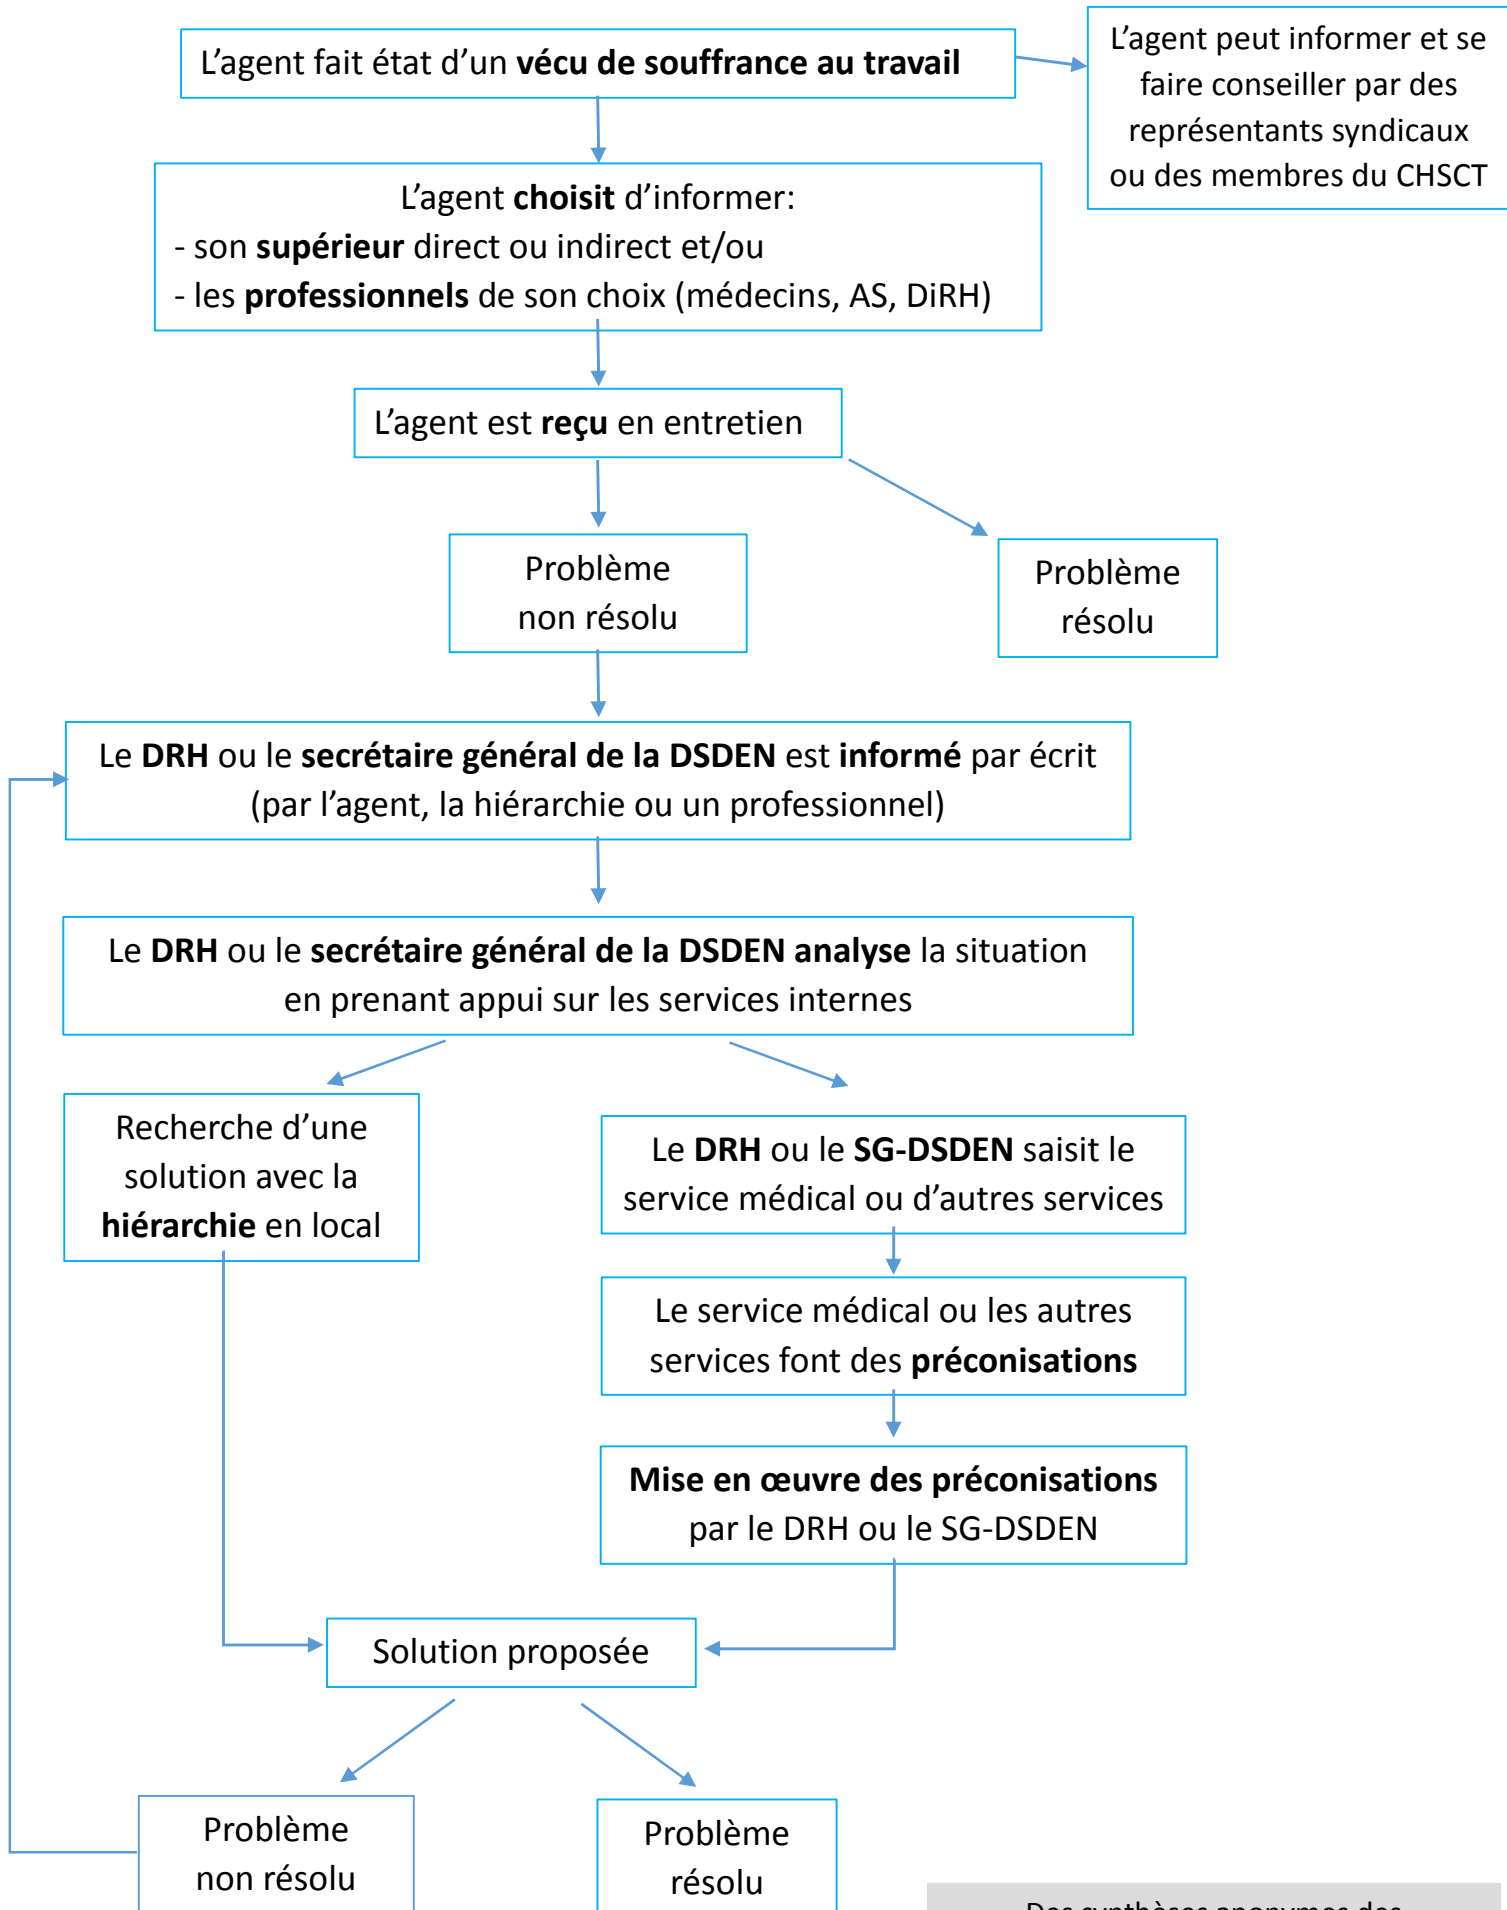 L’agent fait état d’un vécu de souffrance au travail
L’agent peut informer et se
faire conseiller par des
représentants syndicaux
ou des membres du CHSCT
L’agent choisit d’informer:
- son supérieur direct ou indirect et/ou
- les professionnels de son choix (médecins, AS, DiRH)
L’agent est reçu en entretien
Problème
non résolu
Problème
résolu
Le DRH ou le secrétaire général de la DSDEN est informé par écrit
(par l’agent, la hiérarchie ou un professionnel)
Le DRH ou le secrétaire général de la DSDEN analyse la situation
en prenant appui sur les services internes
Recherche d’une
solution avec la
hiérarchie en local
Le DRH ou le SG-DSDEN saisit le
service médical ou d’autres services
Le service médical ou les autres
services font des préconisations
Mise en œuvre des préconisations
par le DRH ou le SG-DSDEN
Solution proposée
Problème
non résolu
Problème
résolu
Des synthèses anonymes des